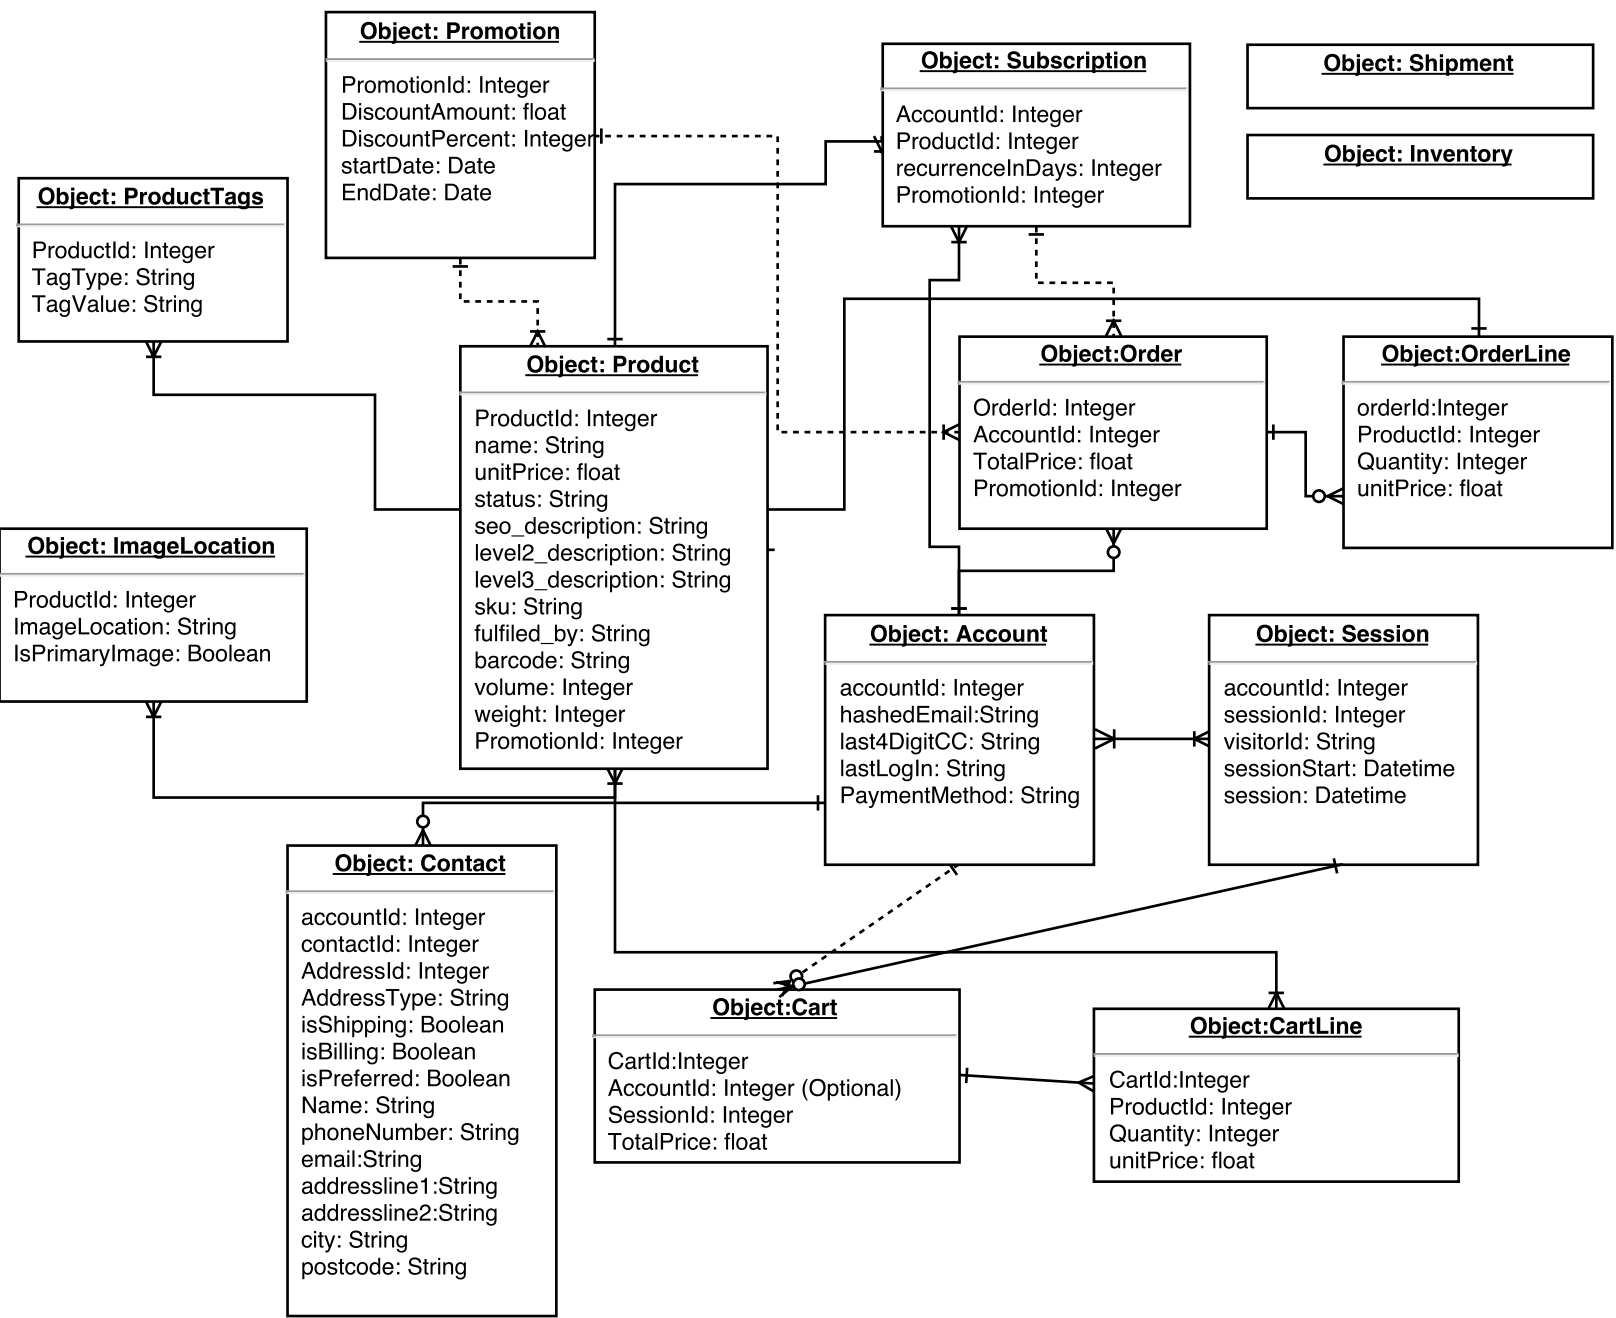 Object: Promotion
PromotionId: Integer
DiscountAmount: float
DiscountPercent: Integer
startDate: Date
EndDate: Date
Object: Subscription
AccountId: Integer
ProductId: Integer
recurrenceInDays: Integer
PromotionId: Integer
Object: Shipment
Object: Inventory
Object: ProductTags
ProductId: Integer
TagType: String
TagValue: String
Object: Product
ProductId: Integer
name: String
unitPrice: float
status: String
seo_description: String
level2_description: String
level3_description: String
sku: String
fulfiled_by: String
barcode: String
volume: Integer
weight: Integer
PromotionId: Integer
Object:Order
OrderId: Integer
AccountId: Integer
TotalPrice: float
PromotionId: Integer
Object:OrderLine
orderId:Integer
ProductId: Integer
Quantity: Integer
unitPrice: float
Object: ImageLocation
ProductId: Integer
ImageLocation: String
IsPrimaryImage: Boolean
Object: Account
accountId: Integer
hashedEmail:String
last4DigitCC: String
lastLogIn: String
PaymentMethod: String
Object: Session
accountId: Integer
sessionId: Integer
visitorId: String
sessionStart: Datetime
session: Datetime
Object: Contact
accountId: Integer
contactId: Integer
AddressId: Integer
AddressType: String
isShipping: Boolean
isBilling: Boolean
isPreferred: Boolean
Name: String
phoneNumber: String
email:String
addressline1:String
addressline2:String
city: String
postcode: String
Object:Cart
CartId:Integer
AccountId: Integer (Optional)
SessionId: Integer
TotalPrice: float
Object:CartLine
CartId:Integer
ProductId: Integer
Quantity: Integer
unitPrice: float